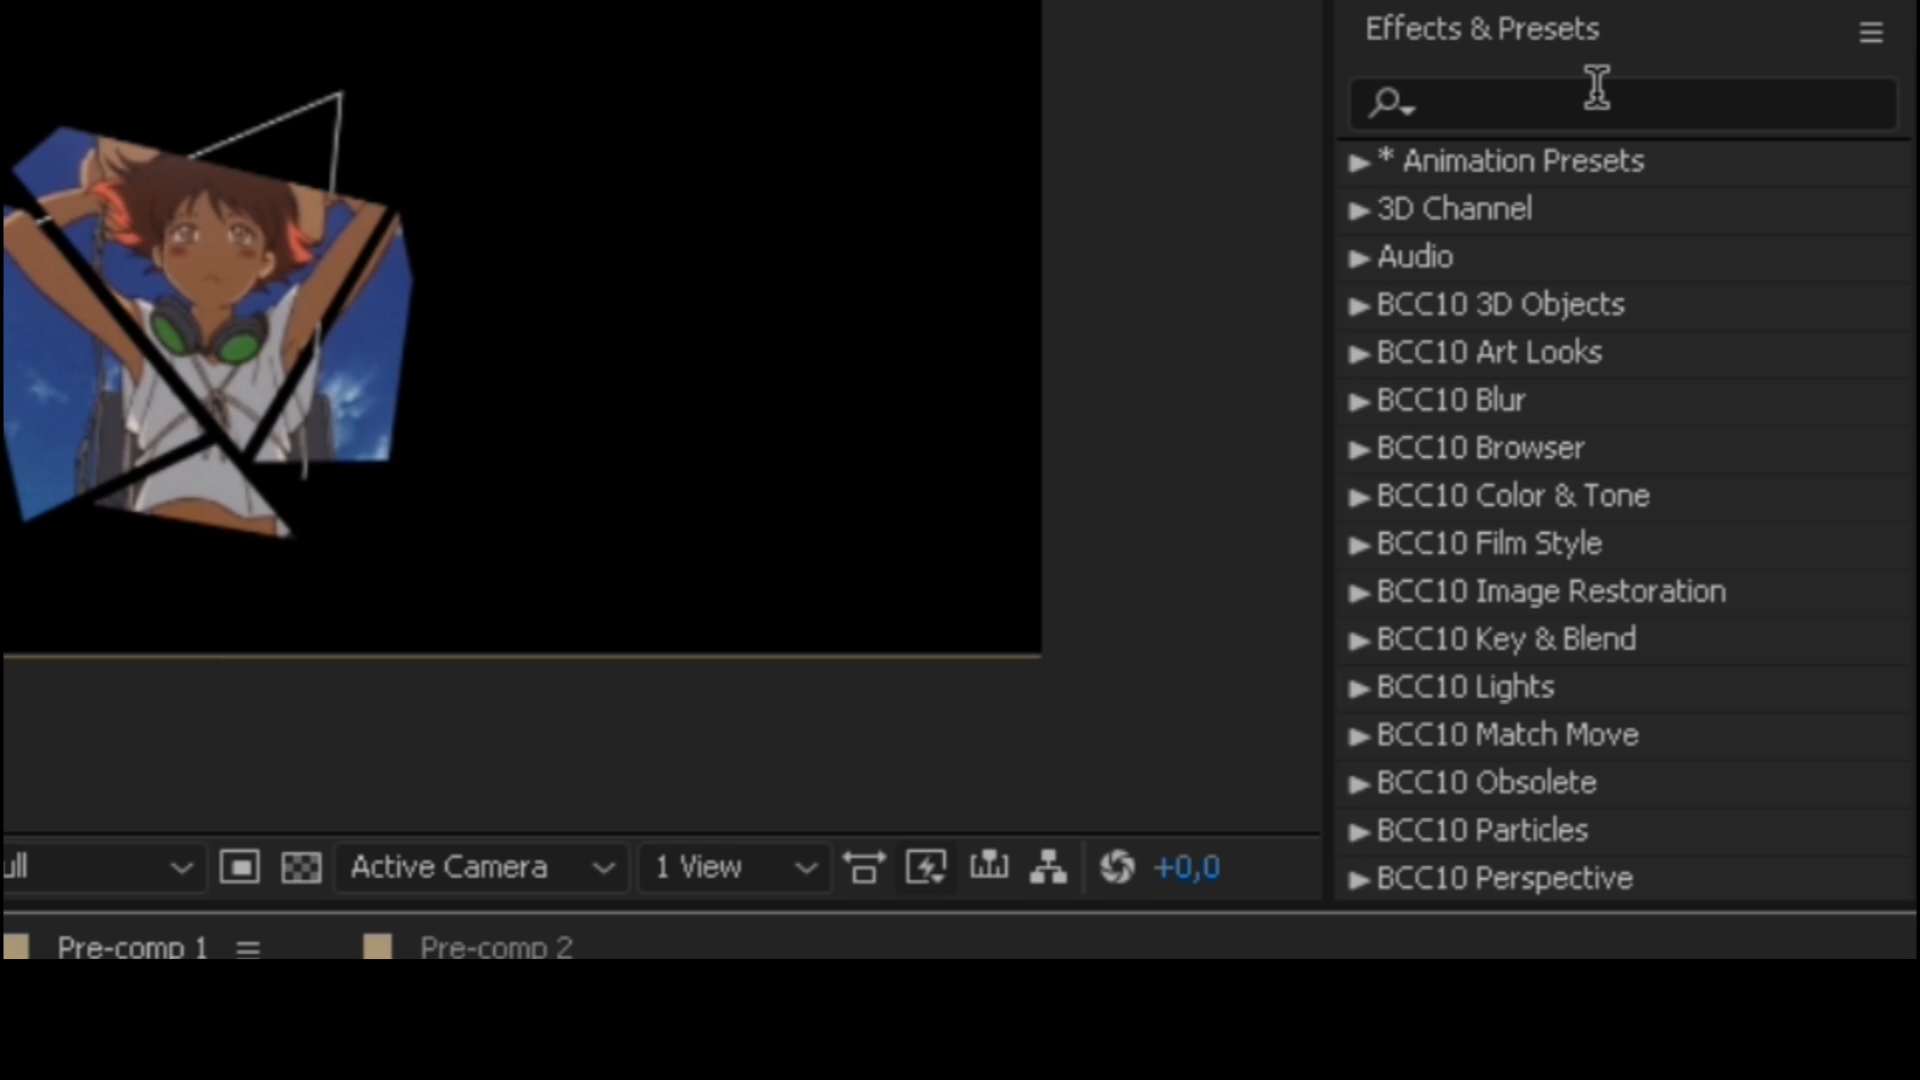 Effects & Presets
* Animation Presets
3D Channel
Audio
BCC10 3D Objects
BCC10 Art Looks
BCC10 Blur
BCC10 Browser
BCC10 Color & Tone
BCC10 Film Style
BCC10 Image Restoration
BCC10 Key & Blend
BCC10 Lights
BCC10 Match Move
BCC10 Obsolete
BCC10 Particles
BCC10 Perspective
ull Active Camera 1 View +0,0
Pre-comp 1 Pre-comp 2